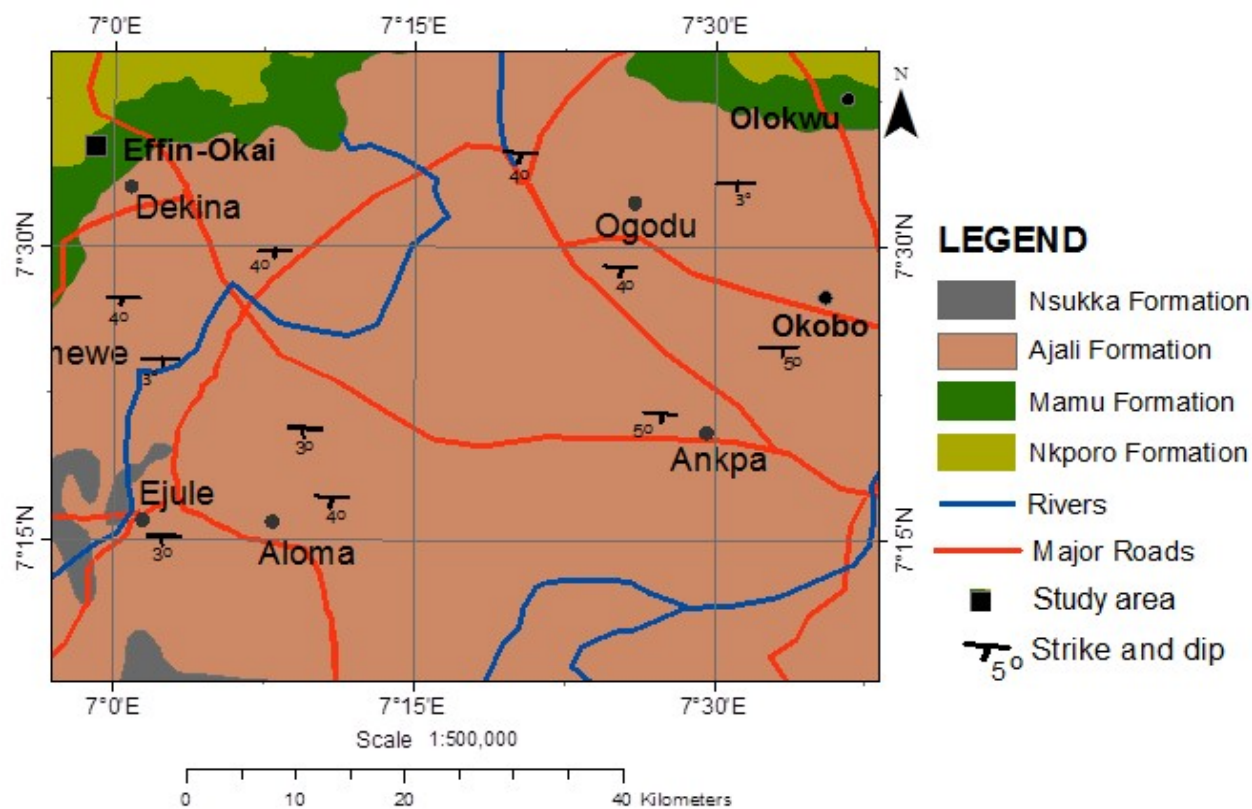 7°0'E 7°15'E 7°30'E
N
Olokwu
Effin-Okai
3°
4°
Dekina
Ogodu
7°30'N
7°30'N
LEGEND
4°
4°
Nsukka Formation
4°
Okobo
Ajali Formation
hewe
3°
5°
Mamu Formation
5°
3°
Ankpa
Nkporo Formation
Ejule
4°
Rivers
3°
Aloma
7°15'N
7°15'N
Major Roads
Study area
5° Strike and dip
7°0'E 7°15'E 7°30'E
Scale 1:500,000
0 10 20 40 Kilometers